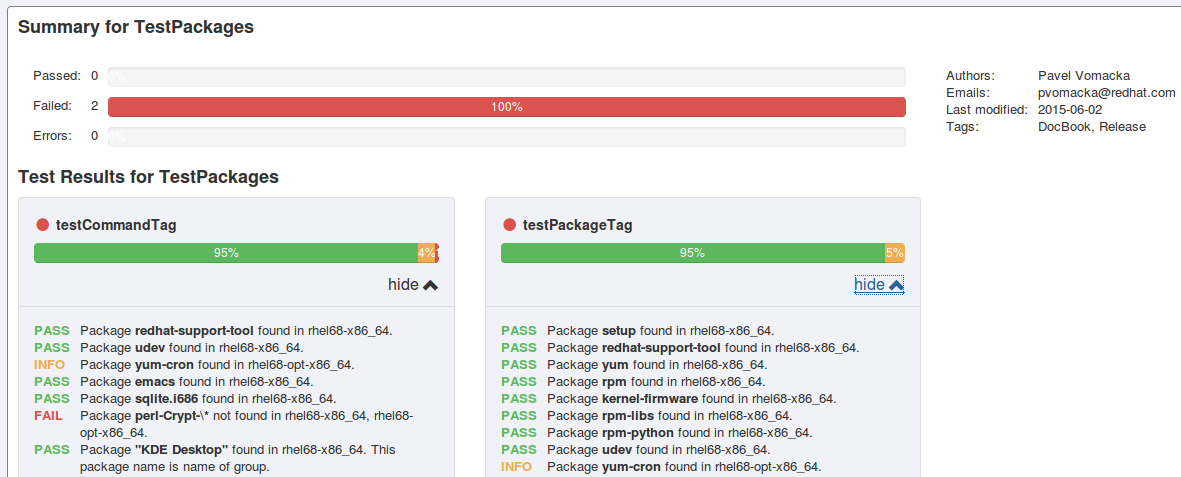 Summary for TestPackages
Passed: 0 0%
Failed: 2 100%
Errors: 0 0%
Authors: Pavel Vomacka
Emails: pvomacka@redhat.com
Last modified: 2015-06-02
Tags: DocBook, Release
Test Results for TestPackages
testCommandTag
95% 4%
hide
PASS Package redhat-support-tool found in rhel68-x86_64.
PASS Package udev found in rhel68-x86_64.
INFO Package yum-cron found in rhel68-opt-x86_64.
PASS Package emacs found in rhel68-x86_64.
PASS Package sqlite.i686 found in rhel68-x86_64.
FAIL Package perl-Crypt-\* not found in rhel68-x86_64, rhel68-
opt-x86_64.
PASS Package "KDE Desktop" found in rhel68-x86_64. This
package name is name of group.
testPackageTag
95% 5%
hide
PASS Package setup found in rhel68-x86_64.
PASS Package redhat-support-tool found in rhel68-x86_64.
PASS Package yum found in rhel68-x86_64.
PASS Package rpm found in rhel68-x86_64.
PASS Package kernel-firmware found in rhel68-x86_64.
PASS Package rpm-libs found in rhel68-x86_64.
PASS Package rpm-python found in rhel68-x86_64.
PASS Package udev found in rhel68-x86_64.
INFO Package yum-cron found in rhel68-opt-x86_64.